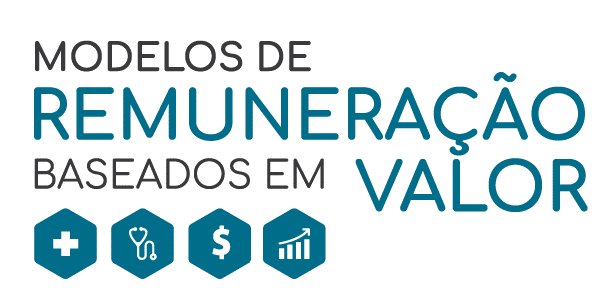 MODELOS DE
REMUNERAÇÃO
BASEADOS EM VALOR
$